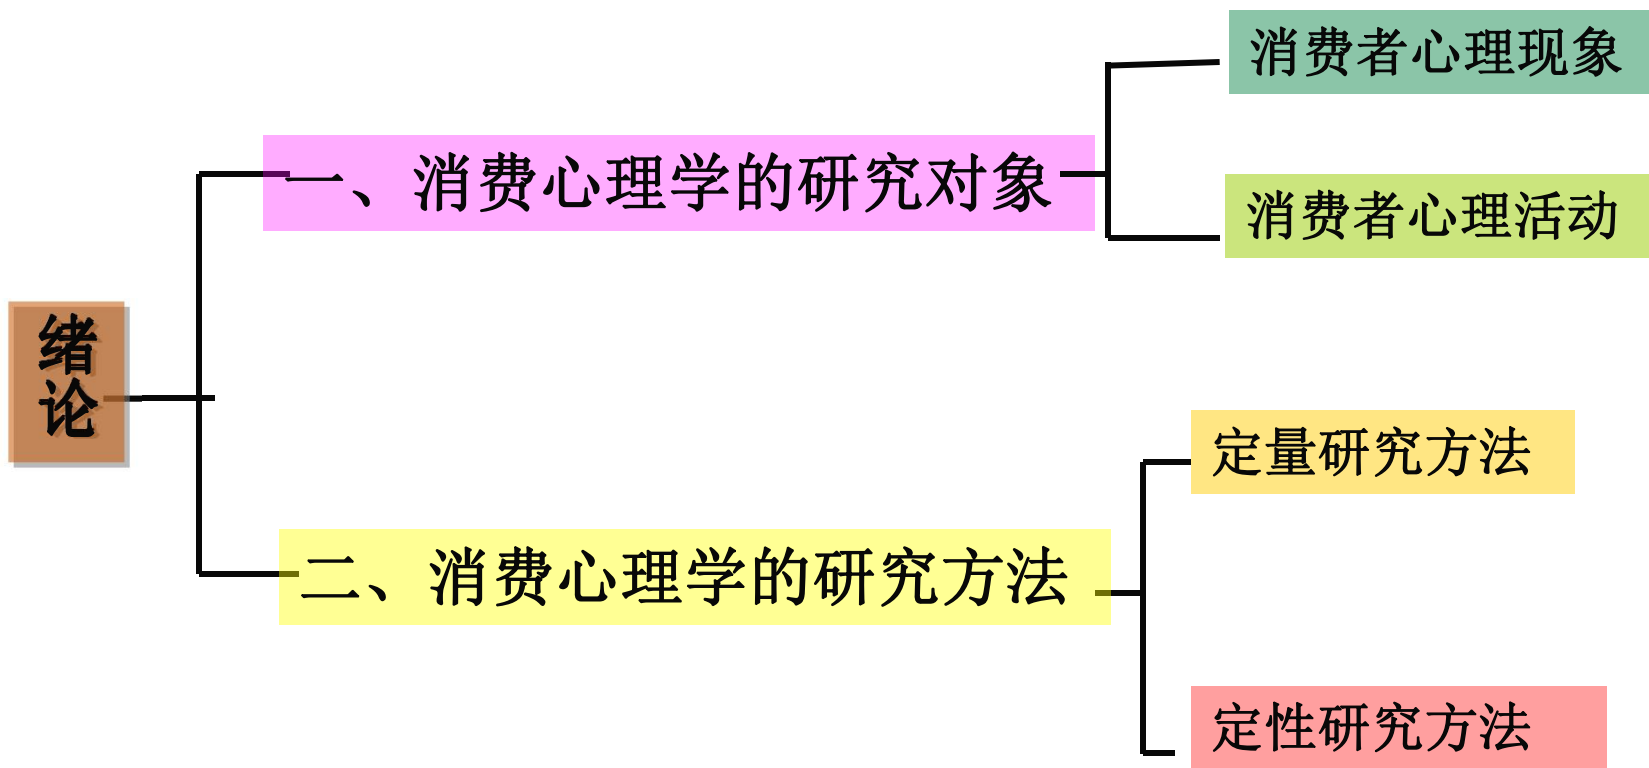 绪
论
一、消费心理学的研究对象
消费者心理现象
消费者心理活动
二、消费心理学的研究方法
定量研究方法
定性研究方法